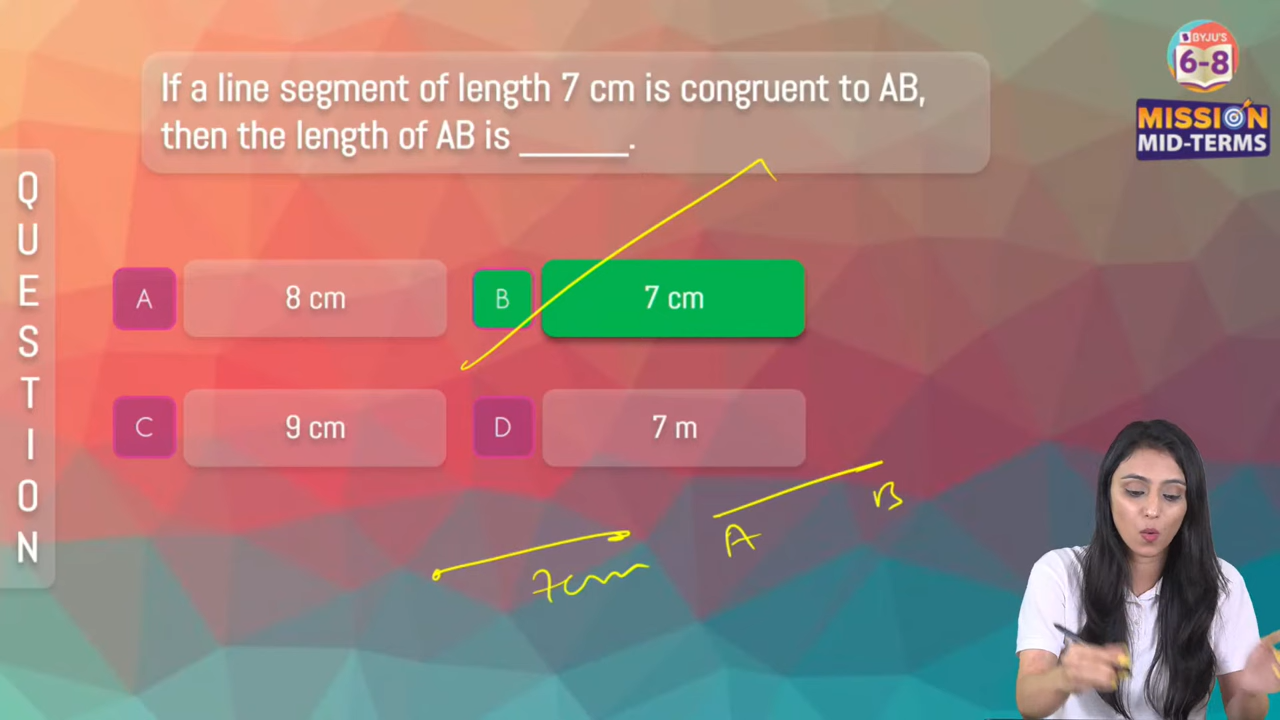 If a line segment of length 7 cm is congruent to AB,
then the length of AB is ______.
BYJU'S
6-8
MISSION
MID-TERMS
QUESTION
A
8 cm
B
7 cm
C
9 cm
D
7 m
7cm
A
B